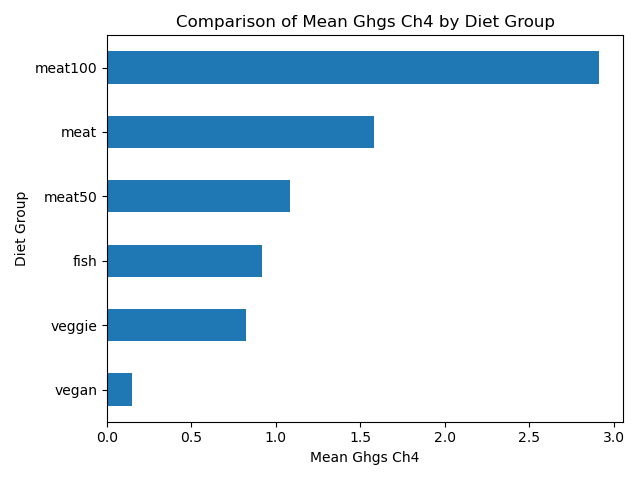 Comparison of Mean Ghgs Ch4 by Diet Group
meat100
meat
meat50
fish
veggie
vegan
Diet Group
0.0 0.5 1.0 1.5 2.0 2.5 3.0
Mean Ghgs Ch4